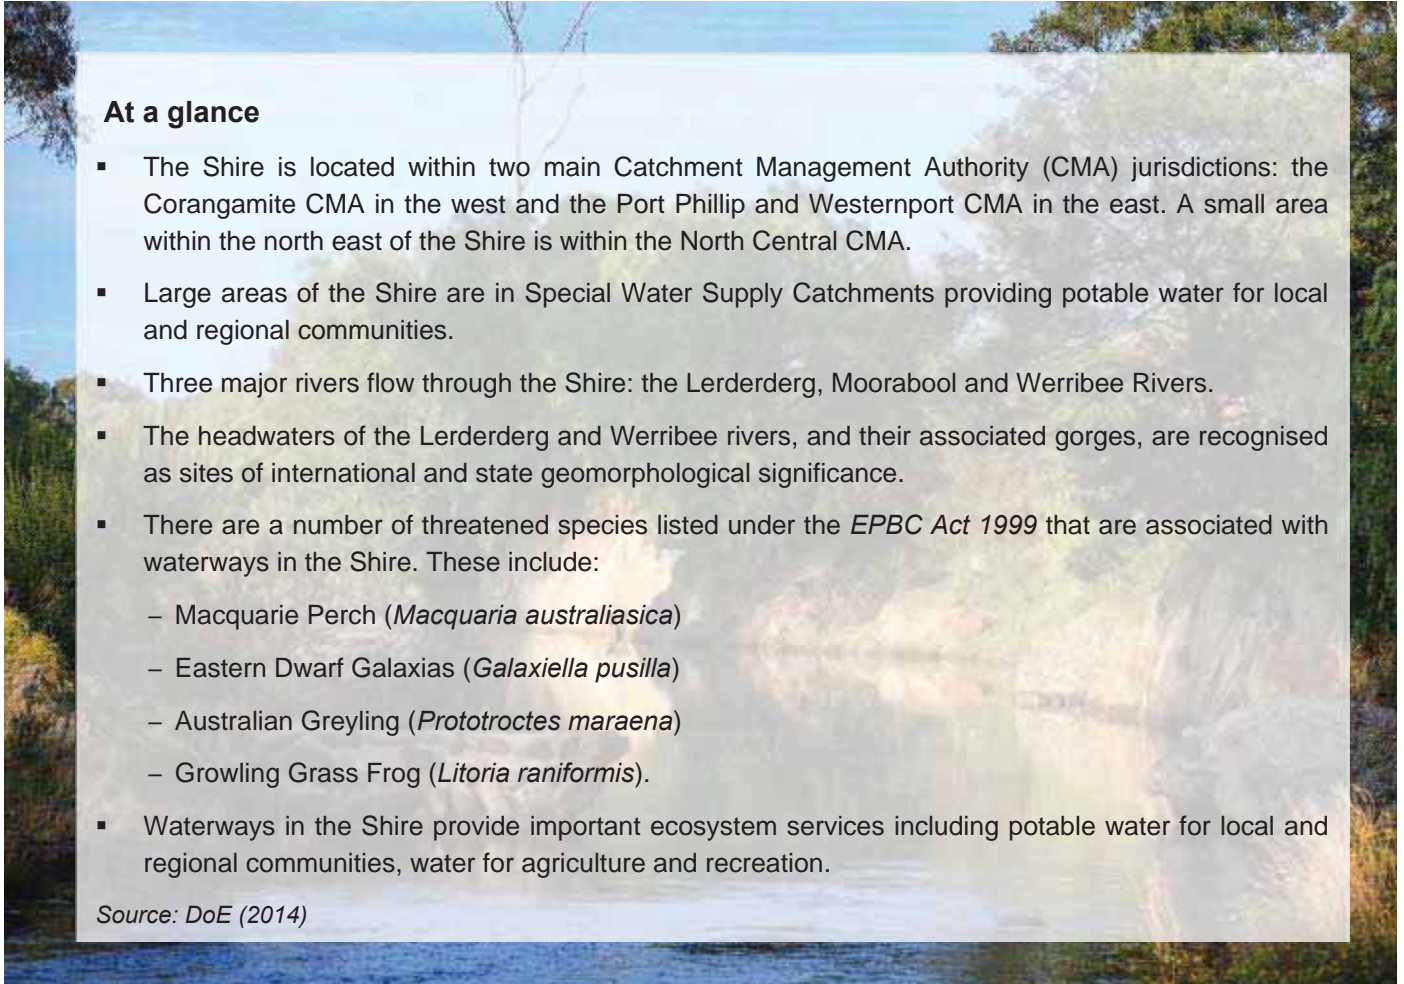 At a glance
▪ The Shire is located within two main Catchment Management Authority (CMA) jurisdictions: the
Corangamite CMA in the west and the Port Phillip and Westernport CMA in the east. A small area
within the north east of the Shire is within the North Central CMA.
▪ Large areas of the Shire are in Special Water Supply Catchments providing potable water for local
and regional communities.
▪ Three major rivers flow through the Shire: the Lerderderg, Moorabool and Werribee Rivers.
▪ The headwaters of the Lerderderg and Werribee rivers, and their associated gorges, are recognised
as sites of international and state geomorphological significance.
▪ There are a number of threatened species listed under the EPBC Act 1999 that are associated with
waterways in the Shire. These include:
– Macquarie Perch (Macquaria australiasica)
– Eastern Dwarf Galaxias (Galaxiella pusilla)
– Australian Greyling (Prototroctes maraena)
– Growling Grass Frog (Litoria raniformis).
▪ Waterways in the Shire provide important ecosystem services including potable water for local and
regional communities, water for agriculture and recreation.
Source: DoE (2014)